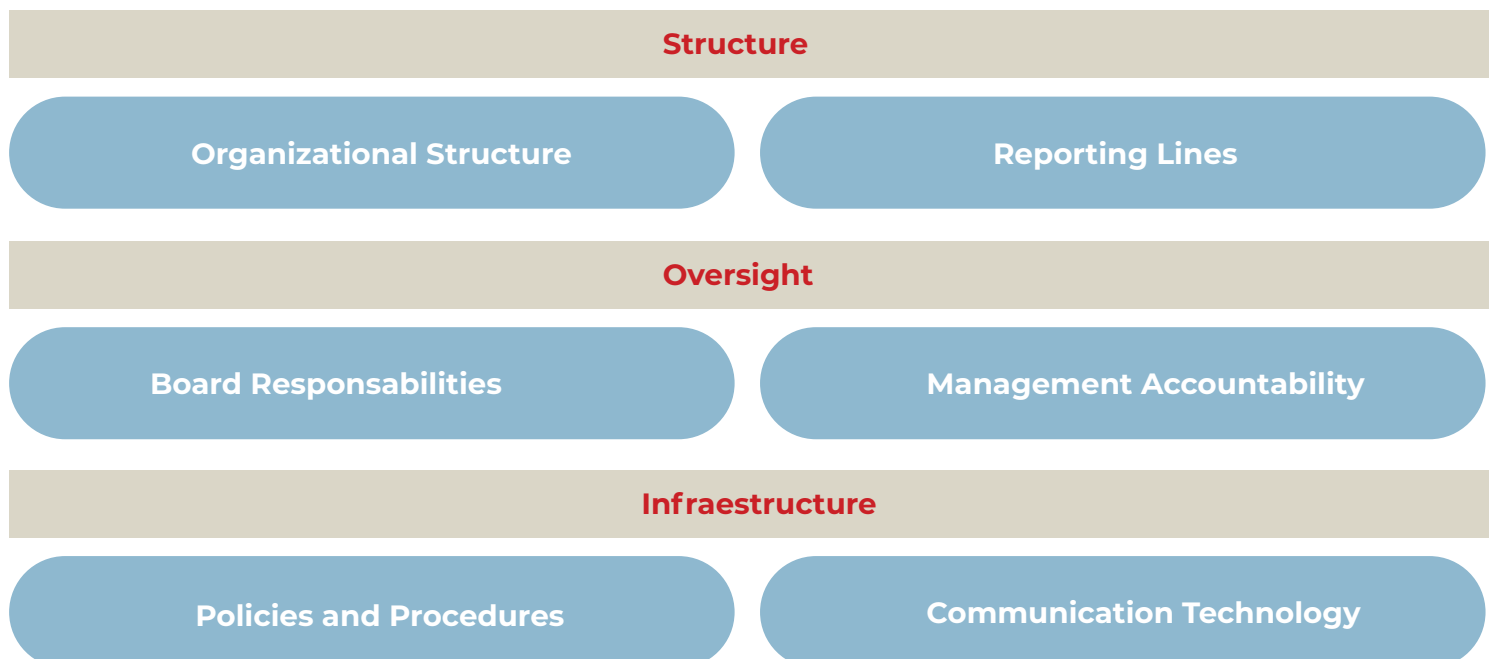 Structure
Organizational Structure
Reporting Lines
Oversight
Board Responsabilities
Management Accountability
Infraestructure
Policies and Procedures
Communication Technology